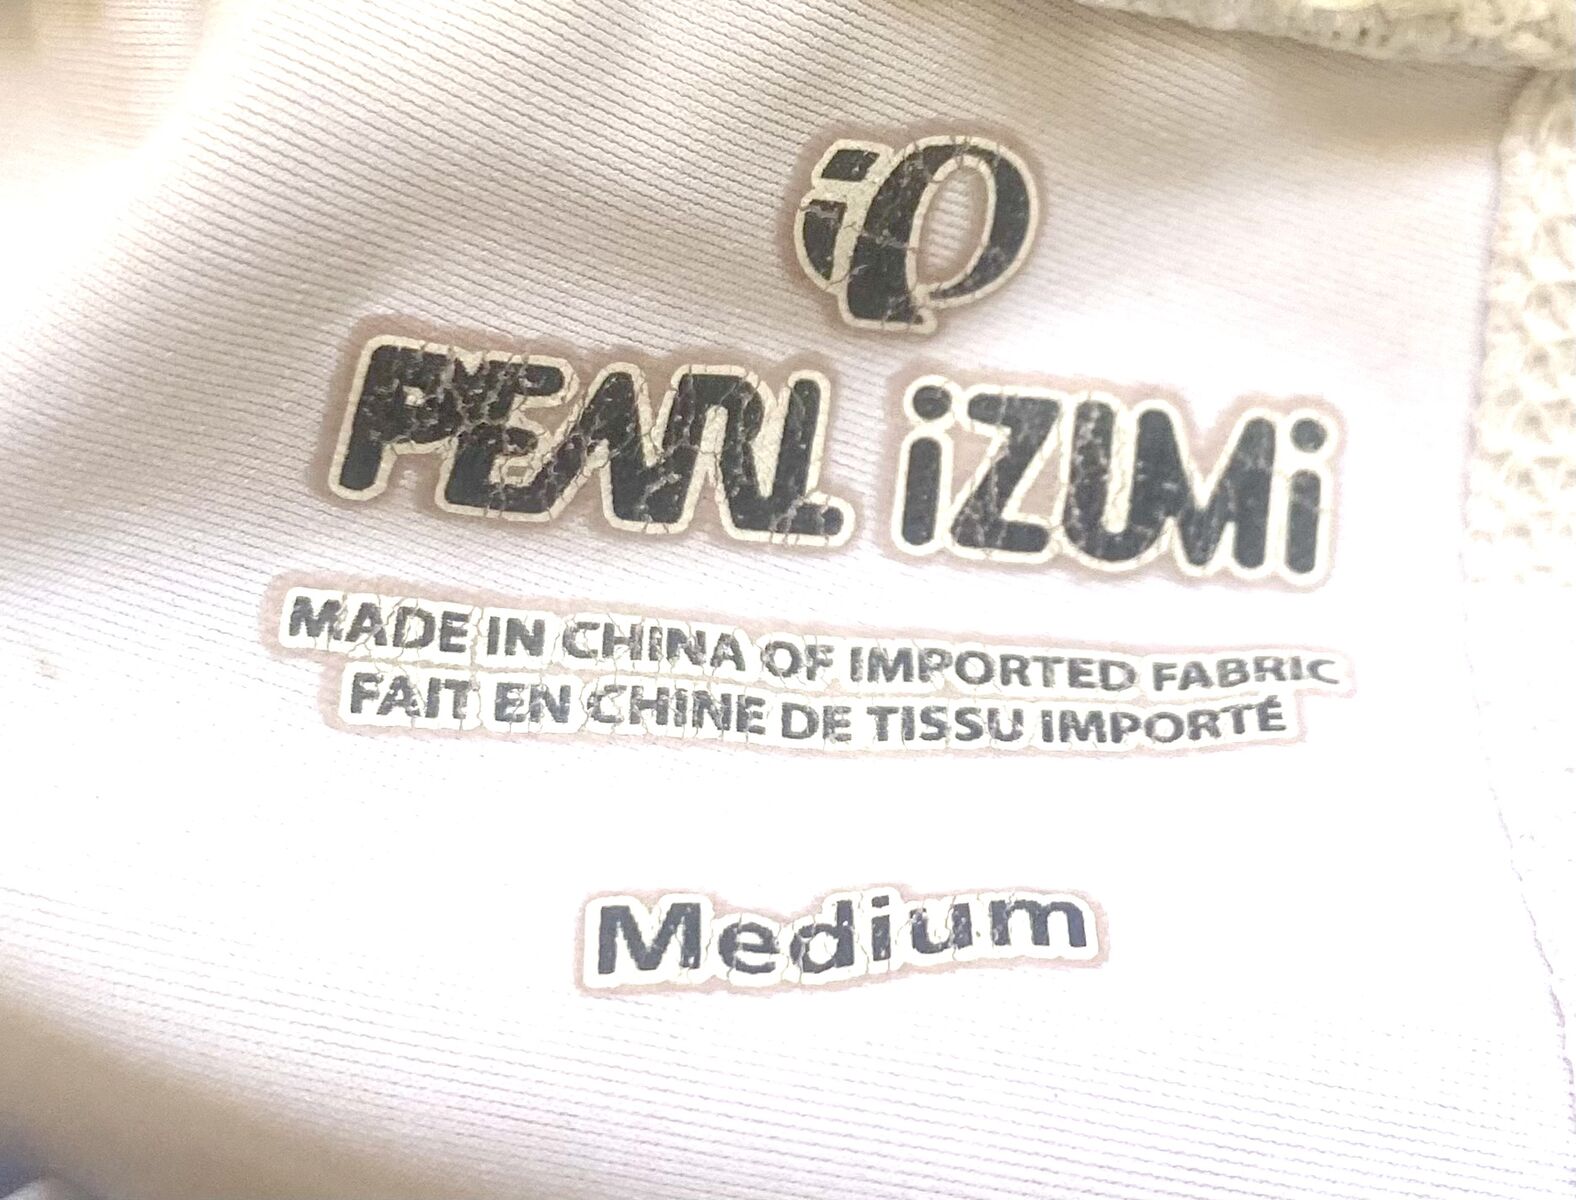 PEARL iZUMi
MADE IN CHINA OF IMPORTED FABRIC
FAIT EN CHINE DE TISSU IMPORTÉ
Medium